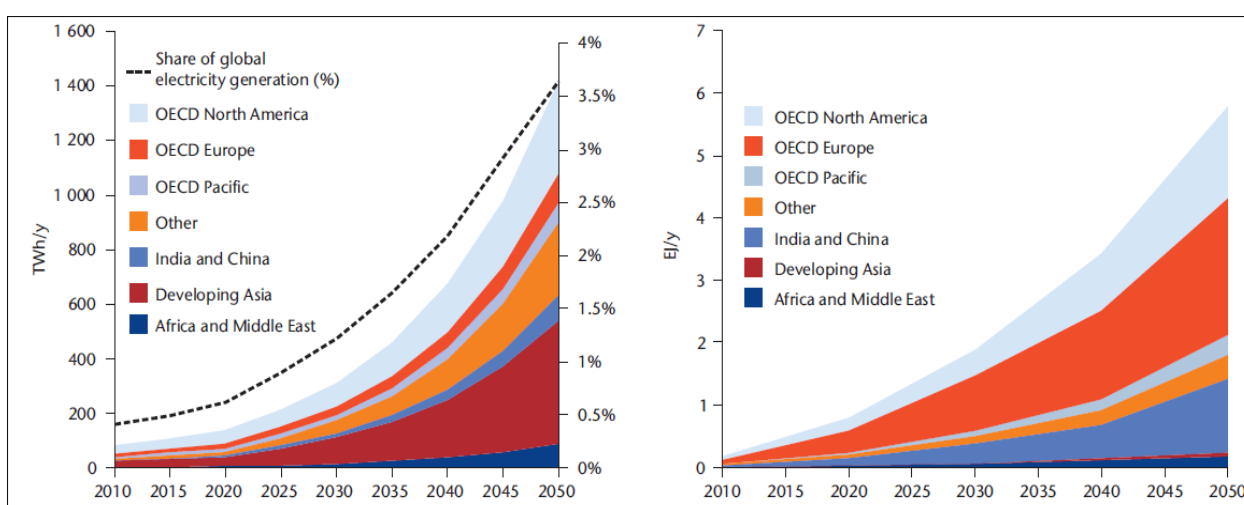 1 600
1 400
1 200
1 000
800
600
400
200
0
TWh/y
Share of global
electricity generation (%)
OECD North America
OECD Europe
OECD Pacific
Other
India and China
Developing Asia
Africa and Middle East
4%
3.5%
3%
2.5%
2%
1.5%
1%
0.5%
0%
2010 2015 2020 2025 2030 2035 2040 2045 2050
7
6
5
4
3
2
1
0
EJ/y
OECD North America
OECD Europe
OECD Pacific
Other
India and China
Developing Asia
Africa and Middle East
2010 2015 2020 2025 2030 2035 2040 2045 2050